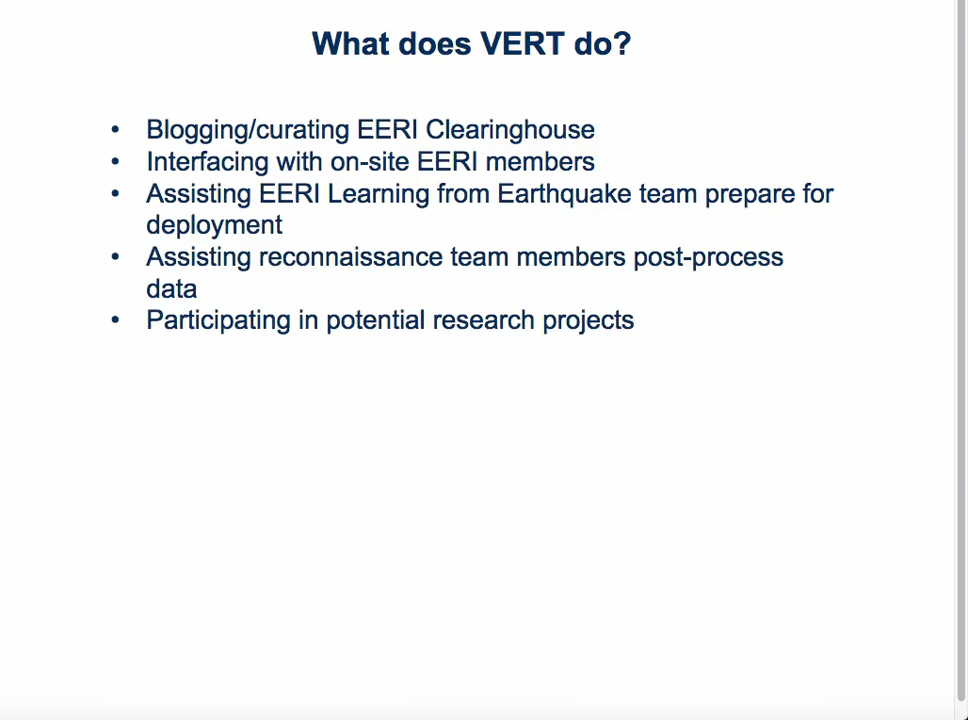 What does VERT do?
• Blogging/curating EERI Clearinghouse
• Interfacing with on-site EERI members
• Assisting EERI Learning from Earthquake team prepare for
deployment
• Assisting reconnaissance team members post-process
data
• Participating in potential research projects